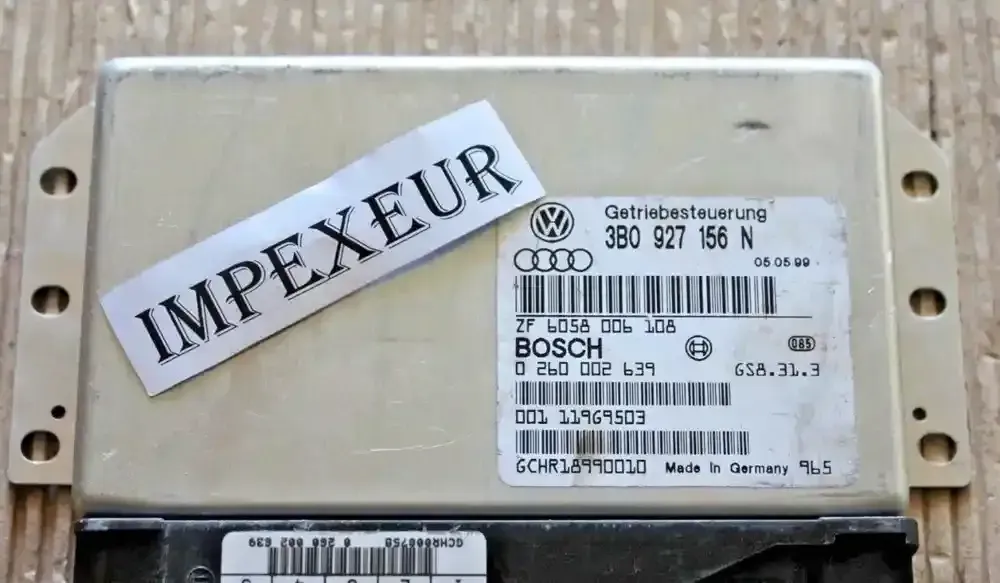 IMPEXEUR
Getriebesteuerung
3B0 927 156 N
05.05.99
ZF 6058 006 108
BOSCH
085
0 260 002 639 GS8.31.3
001 11969503
GCHR18990010 Made In Germany 965
0 260 002 639